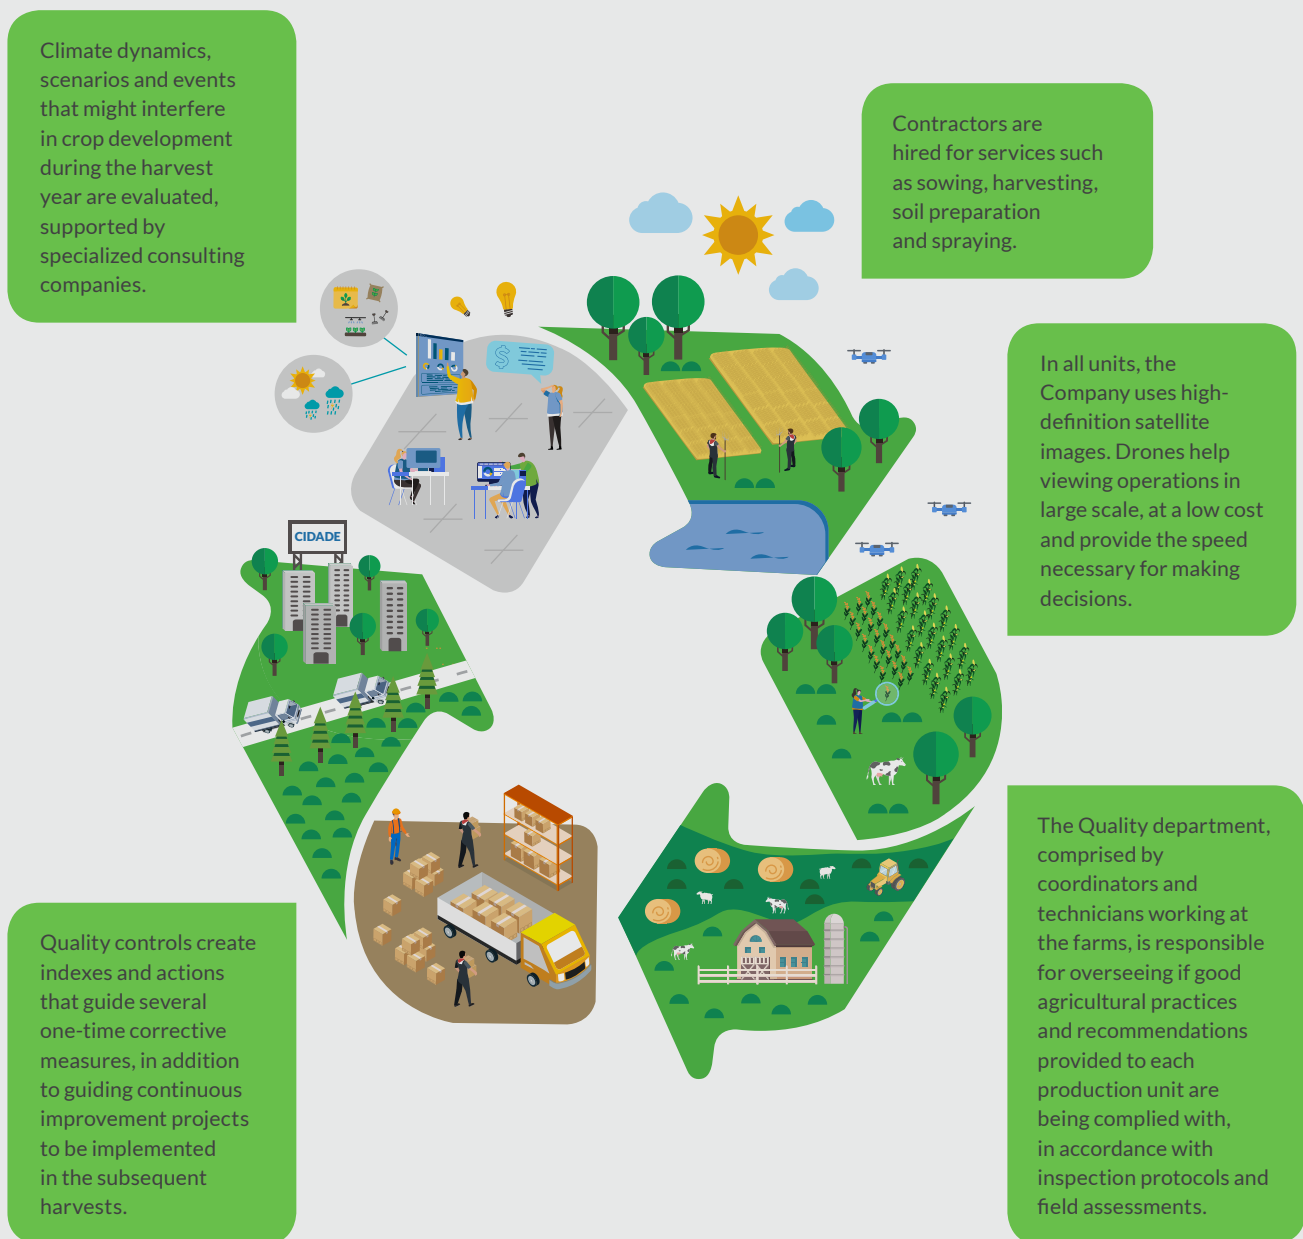 Climate dynamics,
scenarios and events
that might interfere
in crop development
during the harvest
year are evaluated,
supported by
specialized consulting
companies.
Contractors are
hired for services such
as sowing, harvesting,
soil preparation
and spraying.
In all units, the
Company uses high-
definition satellite
images. Drones help
viewing operations in
large scale, at a low cost
and provide the speed
necessary for making
decisions.
$
CIDADE
The Quality department,
comprised by
coordinators and
technicians working at
the farms, is responsible
for overseeing if good
agricultural practices
and recommendations
provided to each
production unit are
being complied with,
in accordance with
inspection protocols and
field assessments.
Quality controls create
indexes and actions
that guide several
one-time corrective
measures, in addition
to guiding continuous
improvement projects
to be implemented
in the subsequent
harvests.